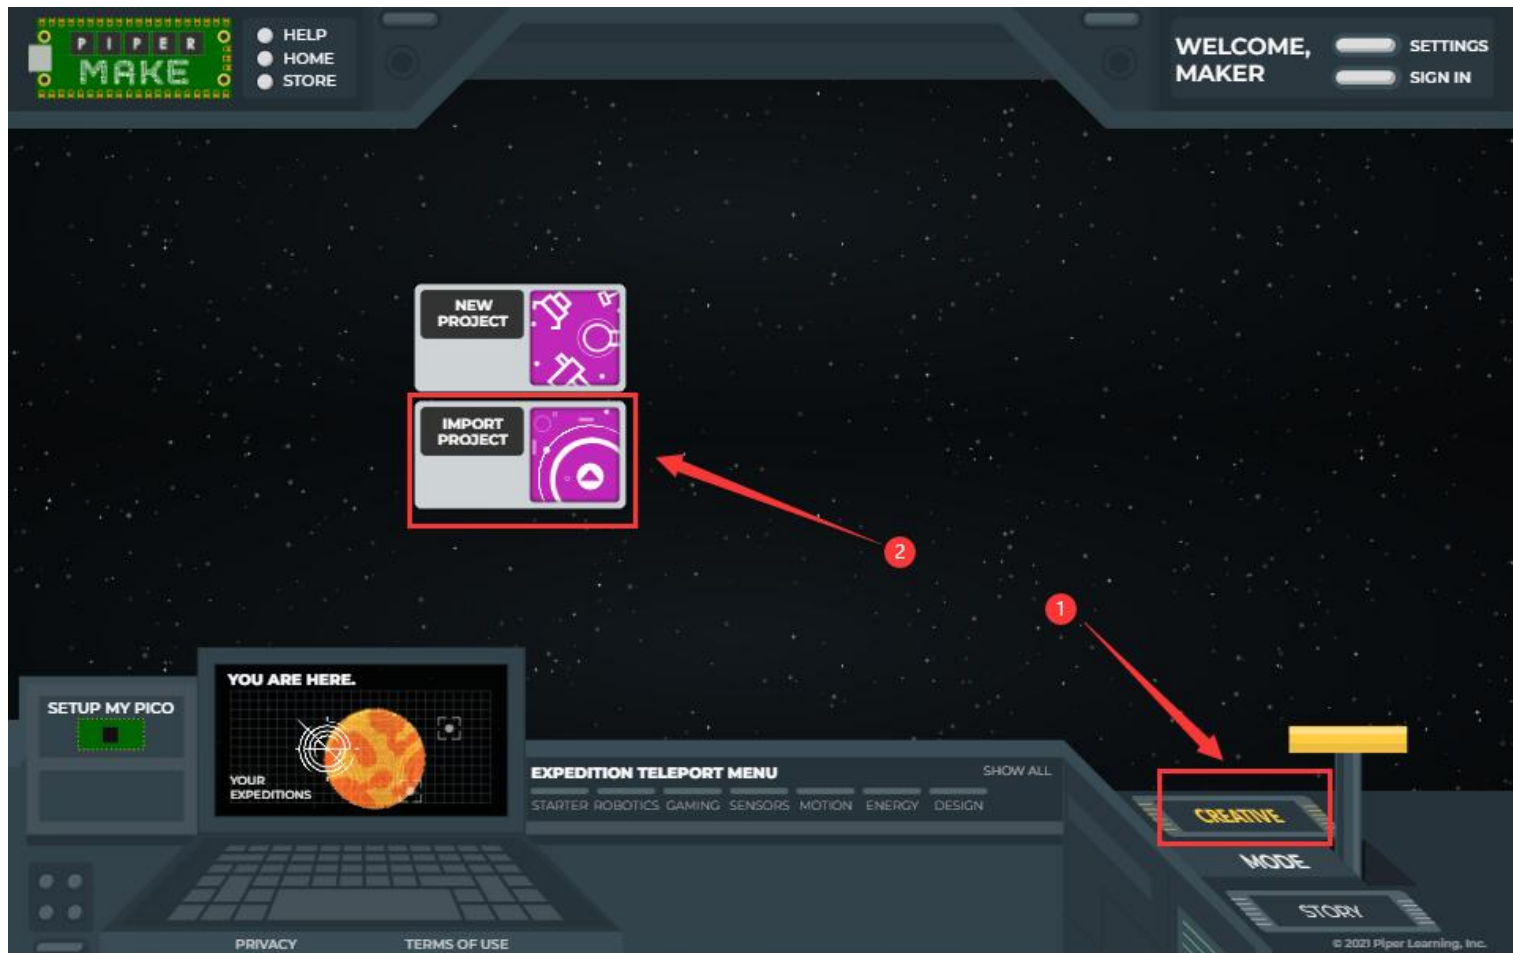 PIPER
MAKE
HELP
HOME
STORE
WELCOME,
MAKER
SETTINGS
SIGN IN
NEW
PROJECT
IMPORT
PROJECT
2
1
SETUP MY PICO
YOU ARE HERE.
YOUR
EXPEDITIONS
EXPEDITION TELEPORT MENU
SHOW ALL
STARTER ROBOTICS GAMING SENSORS MOTION ENERGY DESIGN
CREATIVE
MODE
STORY
PRIVACY
TERMS OF USE
© 2021 Piper Learning, Inc.